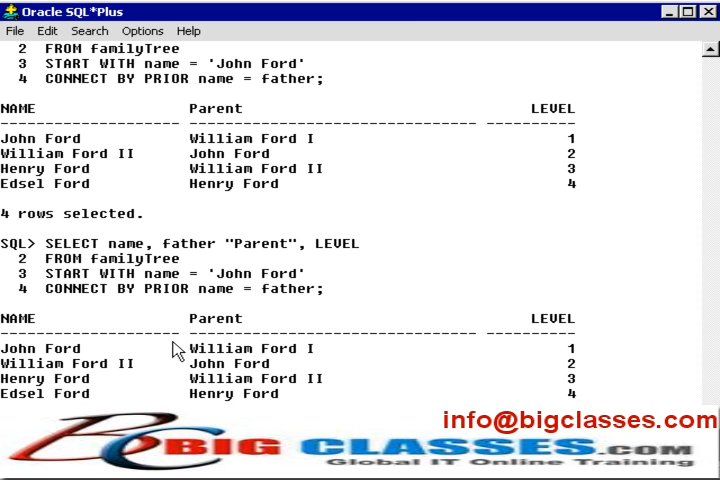 Oracle SQL*Plus
File Edit Search Options Help
2 FROM familyTree
3 START WITH name = 'John Ford'
4 CONNECT BY PRIOR name = father;
NAME Parent LEVEL
-------------------- -------------------------------- ----------
John Ford William Ford I 1
William Ford II John Ford 2
Henry Ford William Ford II 3
Edsel Ford Henry Ford 4
4 rows selected.
SQL> SELECT name, father "Parent", LEVEL
2 FROM familyTree
3 START WITH name = 'John Ford'
4 CONNECT BY PRIOR name = father;
NAME Parent LEVEL
-------------------- -------------------------------- ----------
John Ford William Ford I 1
William Ford II John Ford 2
Henry Ford William Ford II 3
Edsel Ford Henry Ford 4
info@bigclasses.com
BC BIG CLASSES.COM
Global IT Online Training